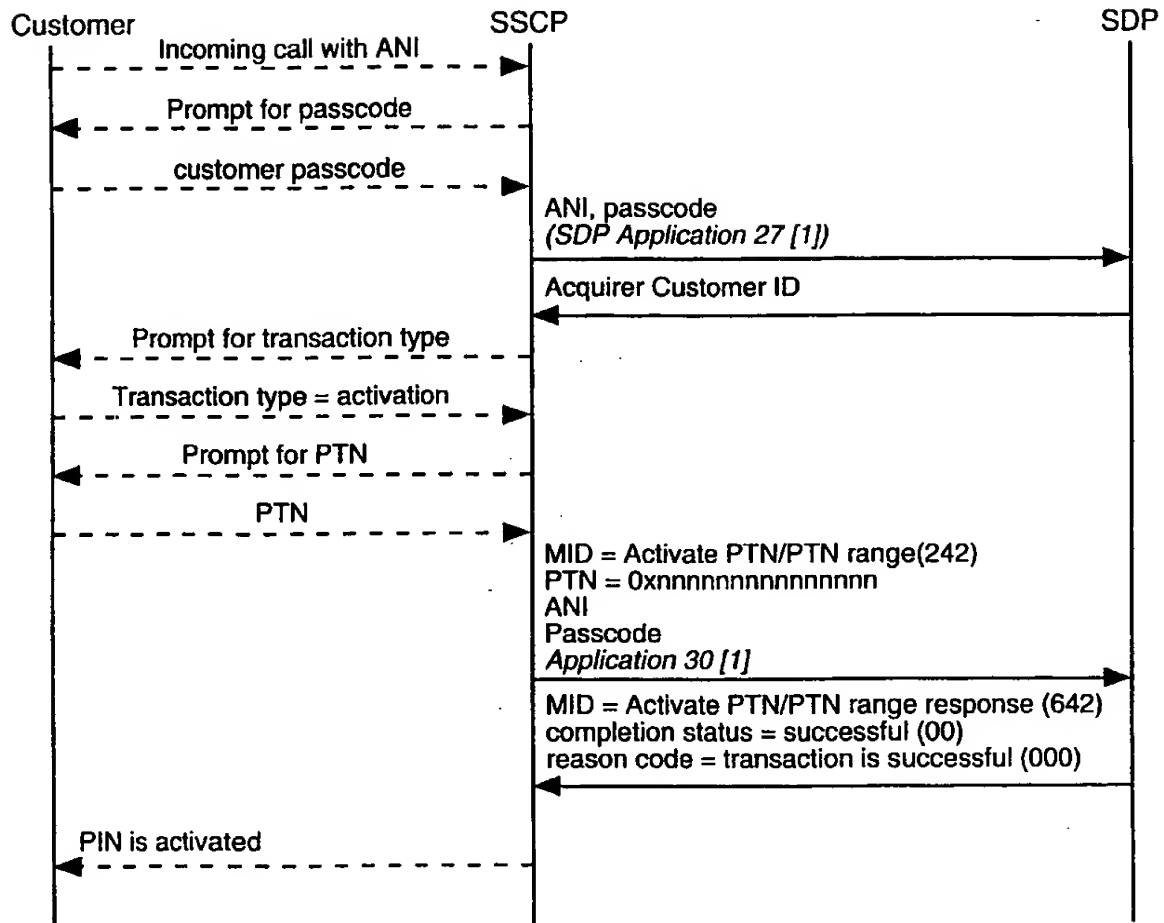 Customer SSCP SDP
Incoming call with ANI
Prompt for passcode
customer passcode
ANI, passcode
(SDP Application 27 [1])
Acquirer Customer ID
Prompt for transaction type
Transaction type = activation
Prompt for PTN
PTN
MID = Activate PTN/PTN range(242)
PTN = 0xnnnnnnnnnnnnnnnn
ANI
Passcode
Application 30 [1]
MID = Activate PTN/PTN range response (642)
completion status = successful (00)
reason code = transaction is successful (000)
PIN is activated